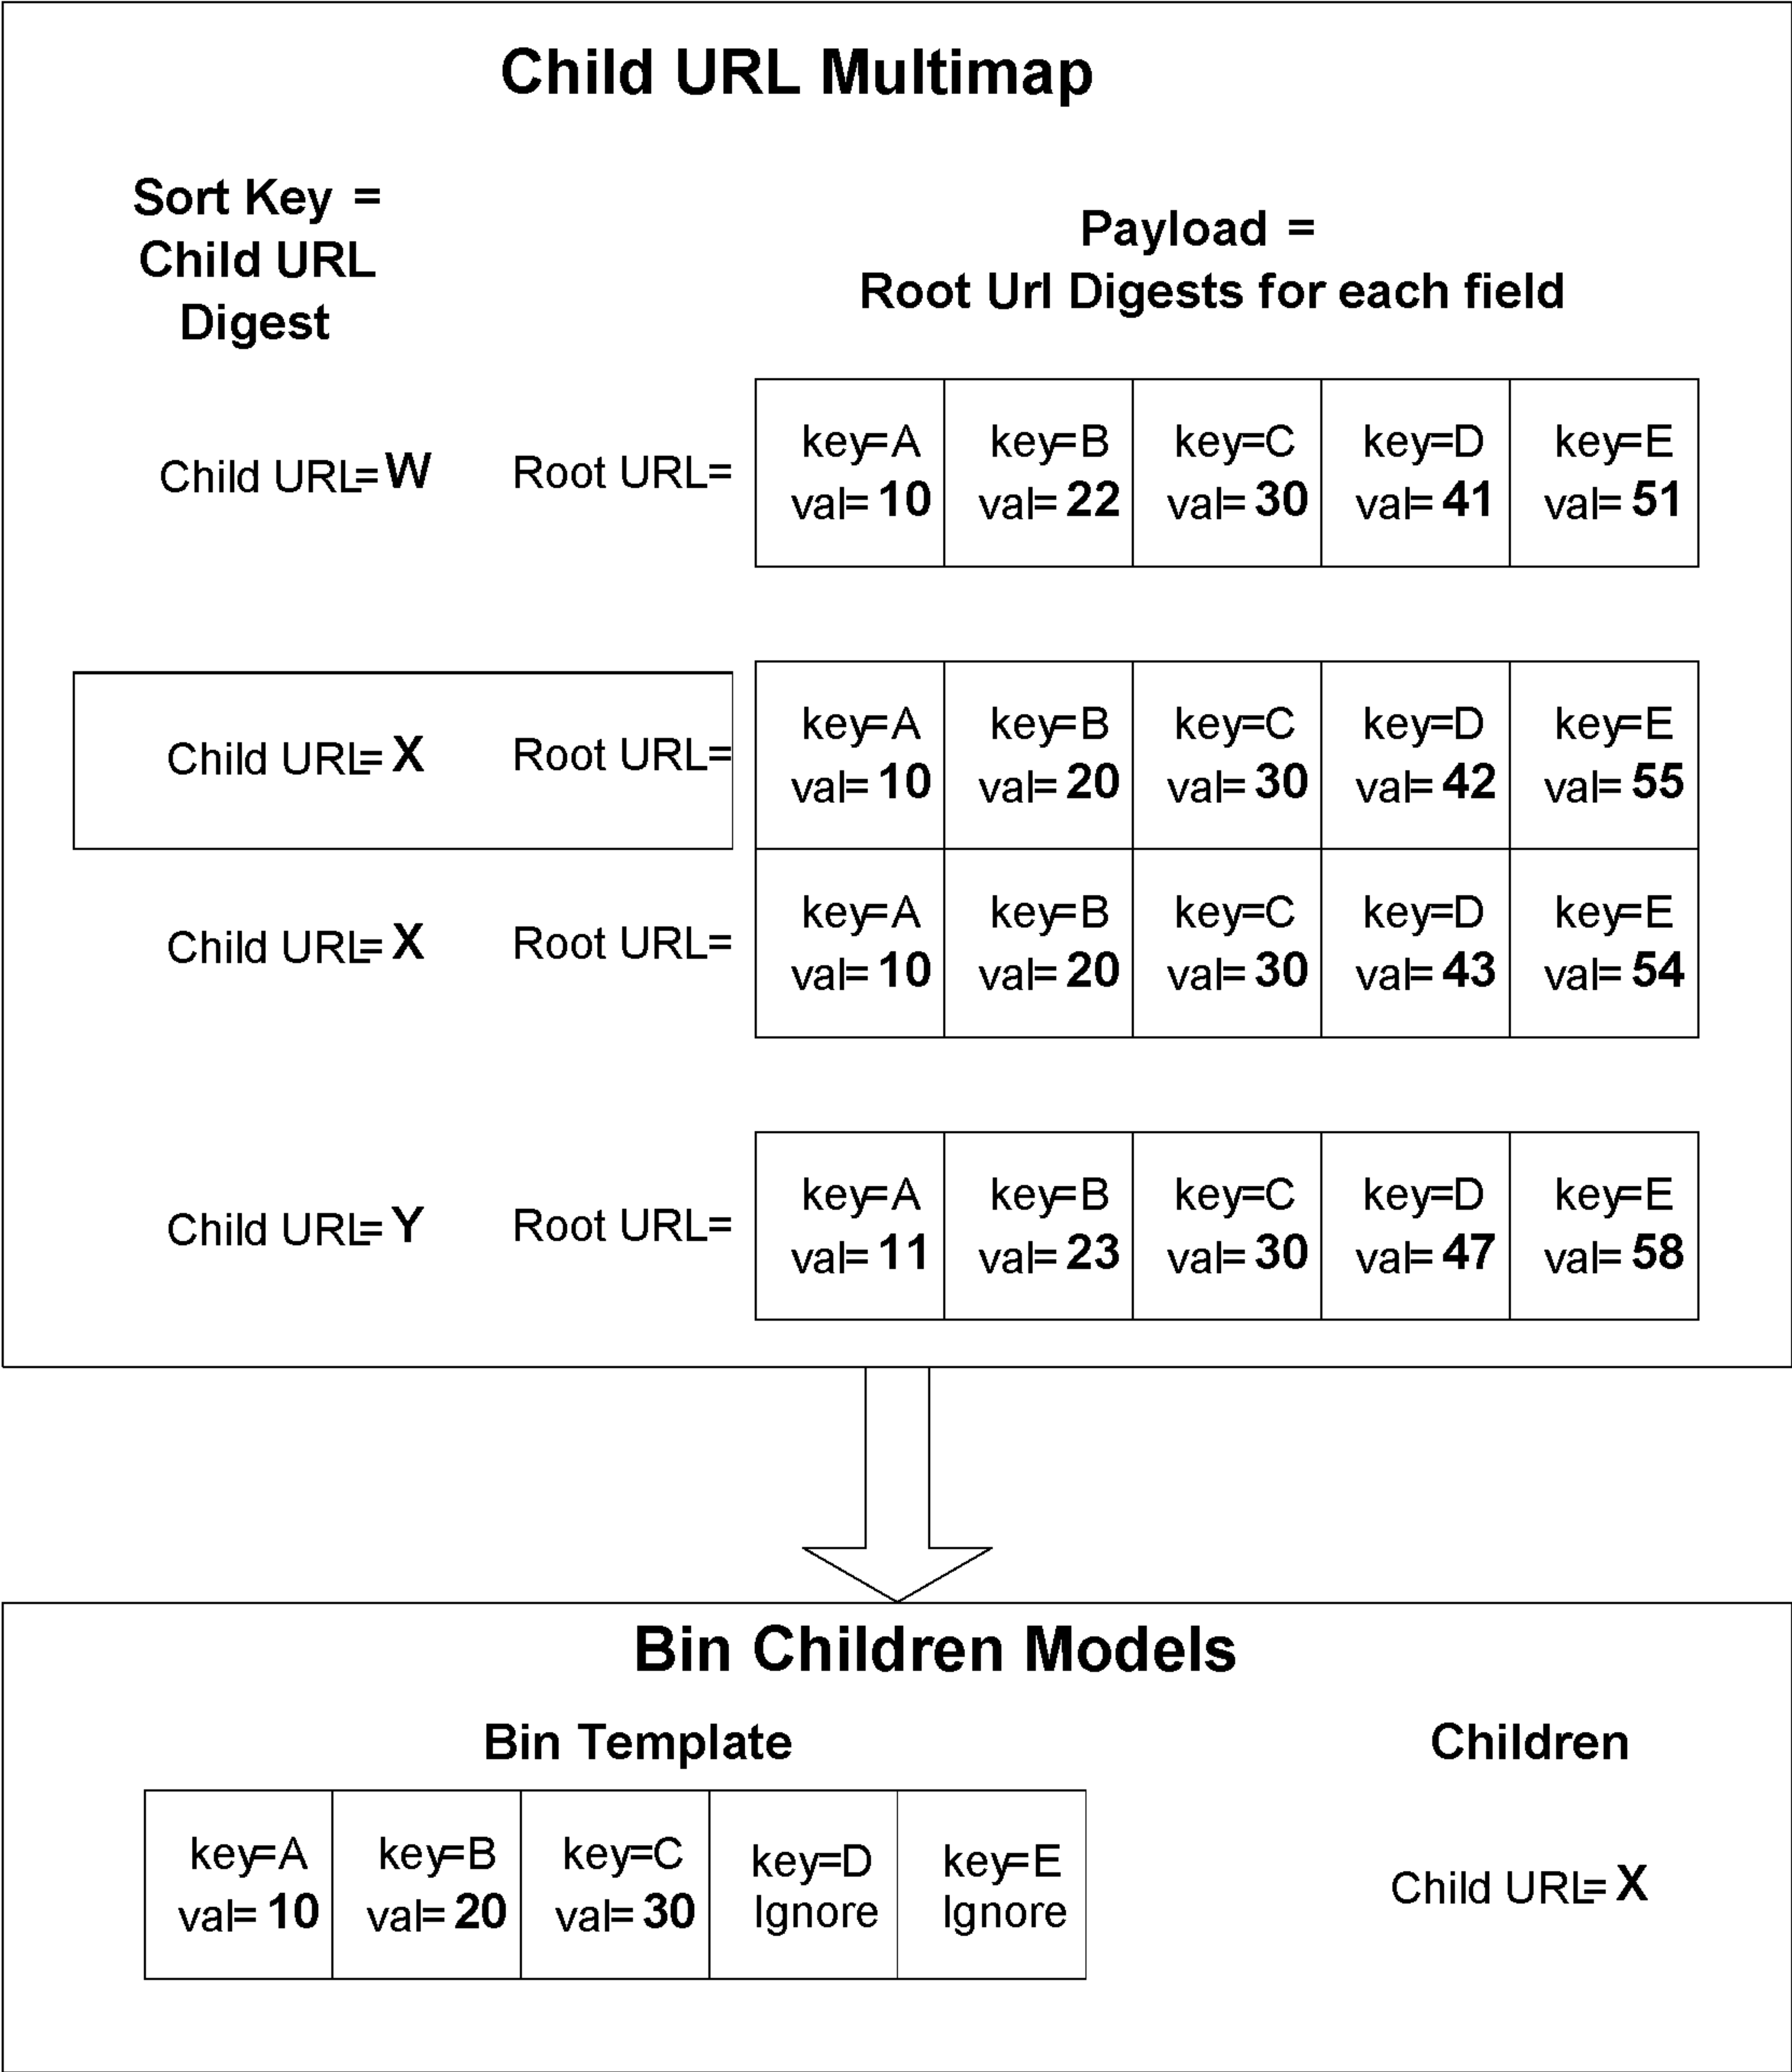 Child URL Multimap
Sort Key =
Child URL
Digest
Payload =
Root Url Digests for each field
Child URL= W Root URL=
key=A key=B key=C key=D key=E
val= 10 val= 22 val= 30 val= 41 val= 51
Child URL= X Root URL=
key=A key=B key=C key=D key=E
val= 10 val= 20 val= 30 val= 42 val= 55
Child URL= X Root URL=
key=A key=B key=C key=D key=E
val= 10 val= 20 val= 30 val= 43 val= 54
Child URL= Y Root URL=
key=A key=B key=C key=D key=E
val= 11 val= 23 val= 30 val= 47 val= 58
Bin Children Models
Bin Template
Children
key=A key=B key=C key=D key=E
val= 10 val= 20 val= 30 Ignore Ignore
Child URL= X